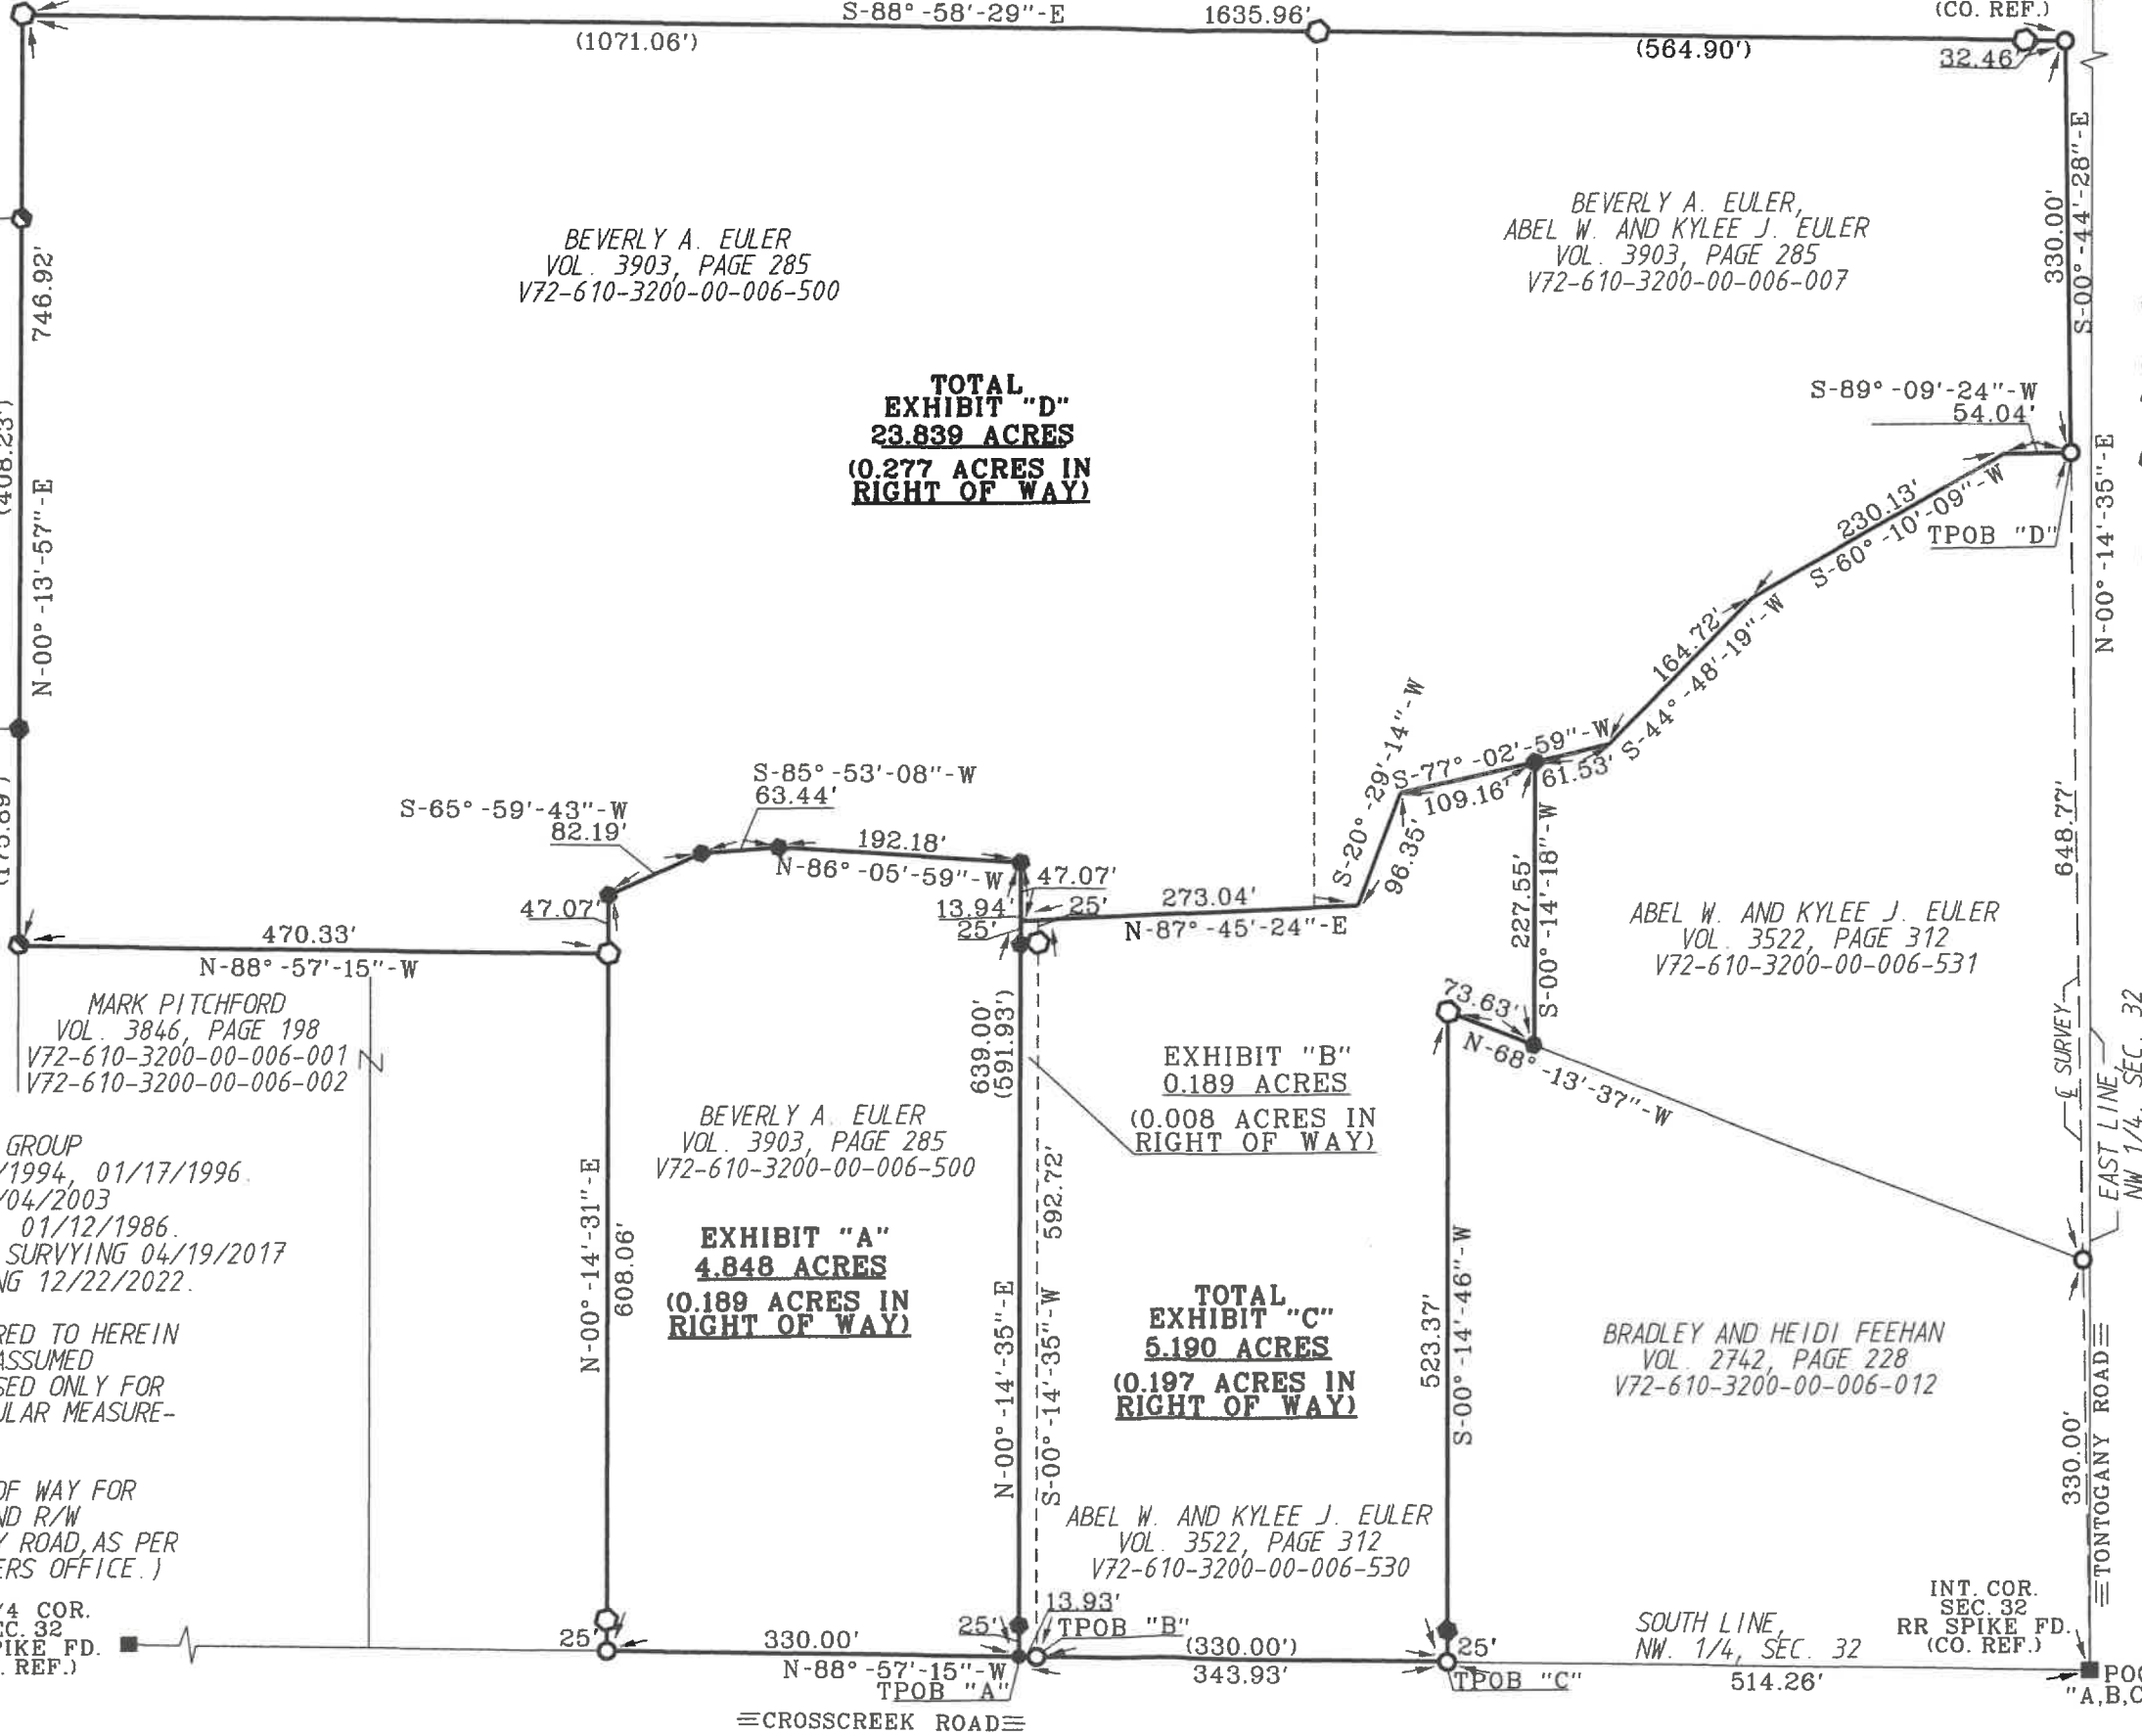 S-88°-58'-29"-E
1635.96'
(CO. REF.)
(1071.06')
(564.90')
32.46'
330.00'
S-00°-44'-28"-E
746.92'
N-00°-13'-57"-E
(408.23')
BEVERLY A. EULER
VOL. 3903, PAGE 285
V72-610-3200-00-006-500
BEVERLY A. EULER,
ABEL W. AND KYLEE J. EULER
VOL. 3903, PAGE 285
V72-610-3200-00-006-007
TOTAL
EXHIBIT "D"
23.839 ACRES
(0.277 ACRES IN
RIGHT OF WAY)
S-89°-09'-24"-W
54.04'
230.13'
S-60°-10'-09"-W
TPOB "D"
N-00°-14'-35"-E
164.72'
S-44°-48'-19"-W
S-77°-02'-59"-W
109.16'
61.53'
S-20°-29'-14"-W
96.35'
S-85°-53'-08"-W
63.44'
S-65°-59'-43"-W
82.19'
192.18'
N-86°-05'-59"-W
47.07'
47.07'
13.94'
25'
25'
273.04'
N-87°-45'-24"-E
227.55'
S-00°-14'-18"-W
648.77'
470.33'
N-88°-57'-15"-W
ABEL W. AND KYLEE J. EULER
VOL. 3522, PAGE 312
V72-610-3200-00-006-531
MARK PITCHFORD
VOL. 3846, PAGE 198
V72-610-3200-00-006-001
V72-610-3200-00-006-002
73.63'
N-68°-13'-37"-W
℄ SURVEY
EAST LINE,
NW 1/4, SEC. 32
639.00'
(591.93')
EXHIBIT "B"
0.189 ACRES
(0.008 ACRES IN
RIGHT OF WAY)
BEVERLY A. EULER
VOL. 3903, PAGE 285
V72-610-3200-00-006-500
GROUP
/1994, 01/17/1996.
/04/2003
01/12/1986.
SURVYING 04/19/2017
NG 12/22/2022.
N-00°-14'-31"-E
608.06'
592.72'
EXHIBIT "A"
4.848 ACRES
(0.189 ACRES IN
RIGHT OF WAY)
N-00°-14'-35"-E
S-00°-14'-35"-W
TOTAL
EXHIBIT "C"
5.190 ACRES
(0.197 ACRES IN
RIGHT OF WAY)
523.37'
S-00°-14'-46"-W
BRADLEY AND HEIDI FEEHAN
VOL. 2742, PAGE 228
V72-610-3200-00-006-012
RED TO HEREIN
ASSUMED
SED ONLY FOR
ULAR MEASURE-
OF WAY FOR
ND R/W
Y ROAD, AS PER
ERS OFFICE.)
330.00'
TONTOGANY ROAD
ABEL W. AND KYLEE J. EULER
VOL. 3522, PAGE 312
V72-610-3200-00-006-530
/4 COR.
EC. 32
PIKE FD.
. REF.)
25'
330.00'
N-88°-57'-15"-W
TPOB "A"
25'
13.93'
TPOB "B"
(330.00')
343.93'
25'
TPOB "C"
SOUTH LINE,
NW. 1/4, SEC. 32
514.26'
INT. COR.
SEC. 32
RR SPIKE FD.
(CO. REF.)
"A,B,C
CROSSCREEK ROAD